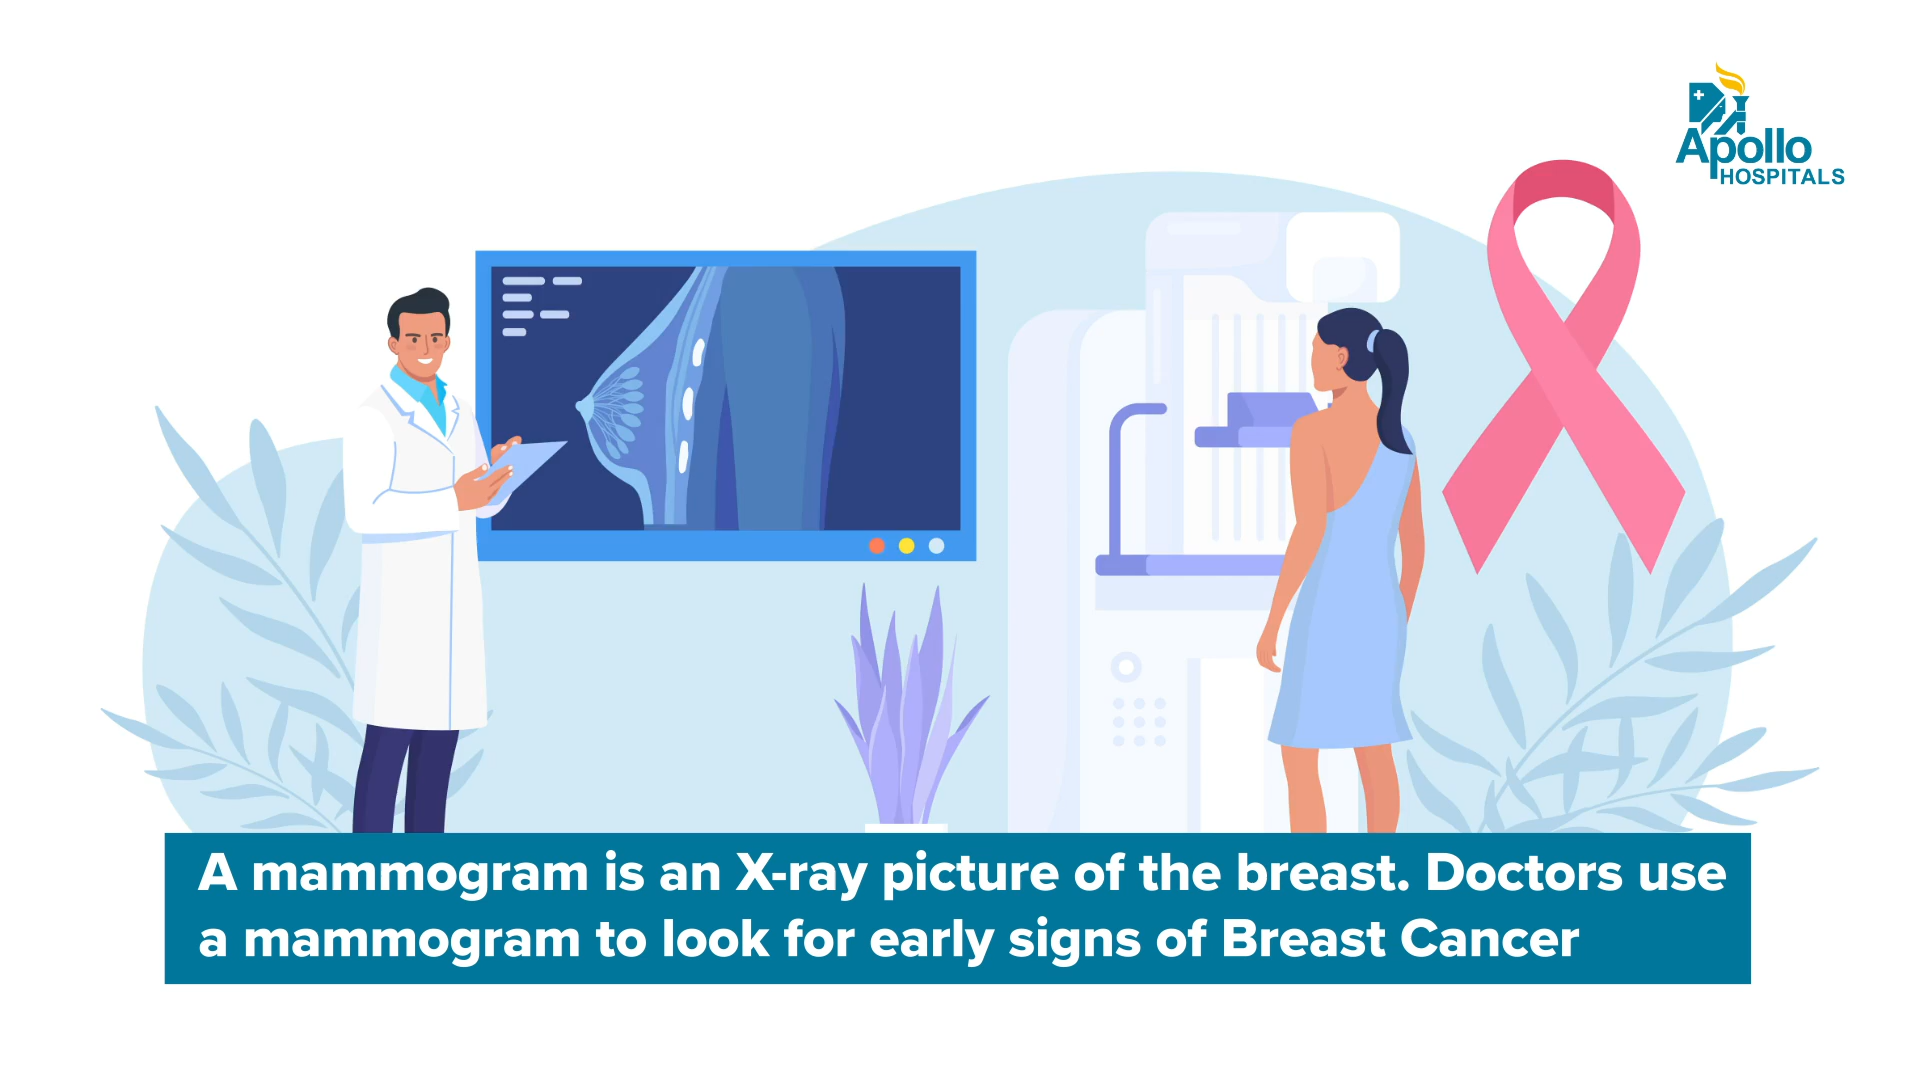 Apollo
HOSPITALS
A mammogram is an X-ray picture of the breast. Doctors use
a mammogram to look for early signs of Breast Cancer